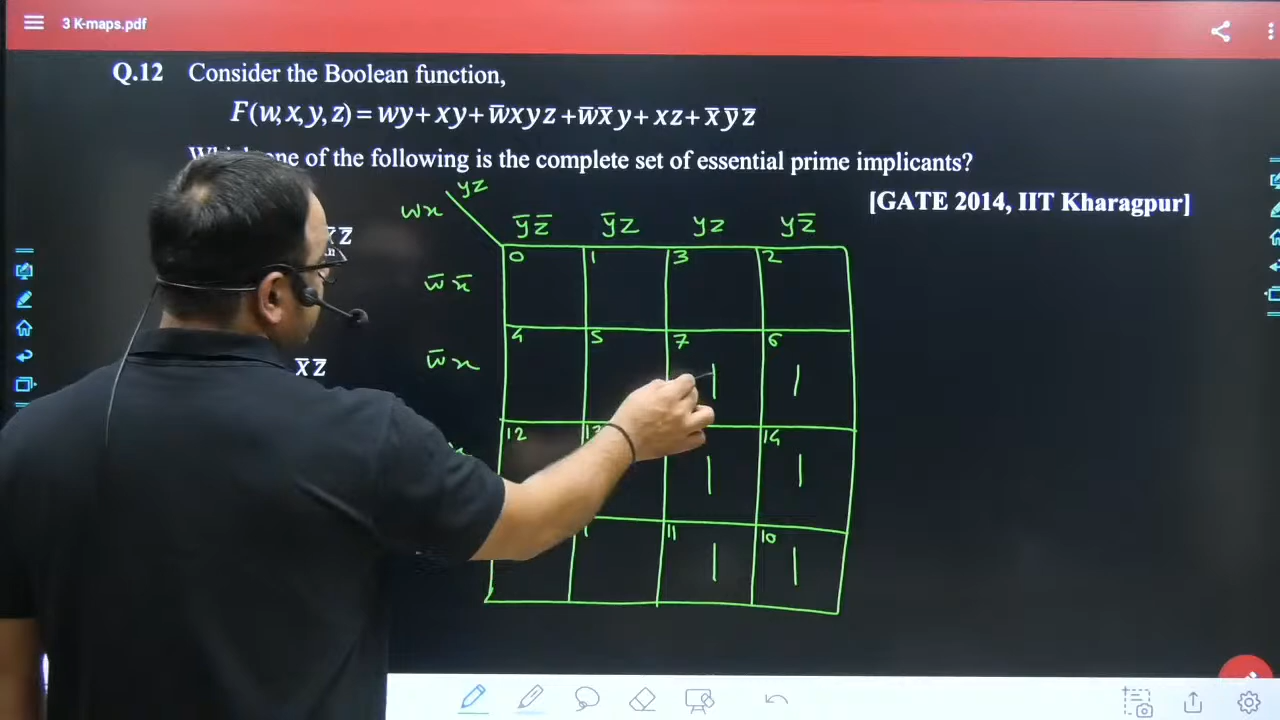 3 K-maps.pdf
Q.12 Consider the Boolean function,
F(w,x,y,z) = wy + xy + w̄xyz + w̄x̄y + xz + x̄ȳz̄
one of the following is the complete set of essential prime implicants?
[GATE 2014, IIT Kharagpur]
x̄z̄
x̄z̄
yz
wx
ȳz̄ ȳz yz yz̄
0 1 3 2
w̄x̄
4 5 7 6
w̄x 1 1
12 14
1 1
11 10
1 1